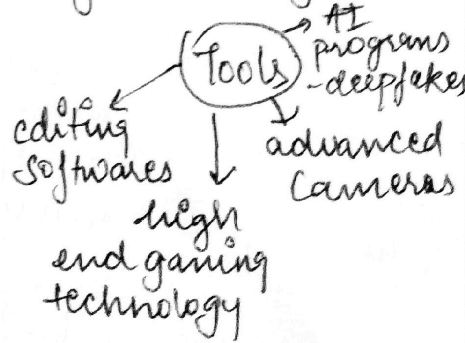 Tools
AI
programs
-deepfakes
advanced
cameras
high
end gaming
technology
editing
softwares